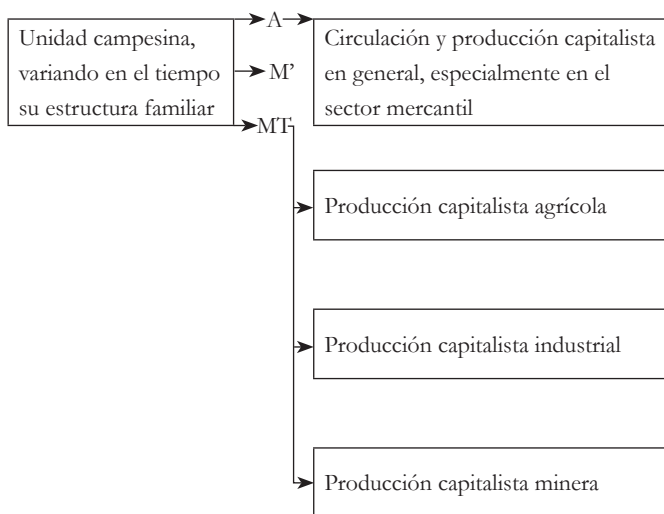 Unidad campesina,
variando en el tiempo
su estructura familiar
A
M'
MT
Circulación y producción capitalista
en general, especialmente en el
sector mercantil
Producción capitalista agrícola
Producción capitalista industrial
Producción capitalista minera